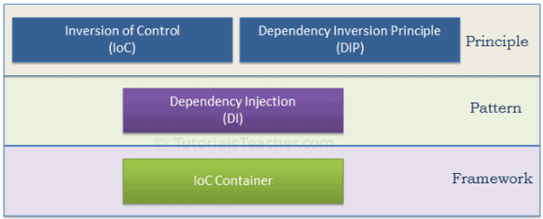 Inversion of Control
(IoC)
Dependency Inversion Principle
(DIP)
Principle
Dependency Injection
(DI)
Pattern
© TutorialsTeacher.com
IoC Container
Framework